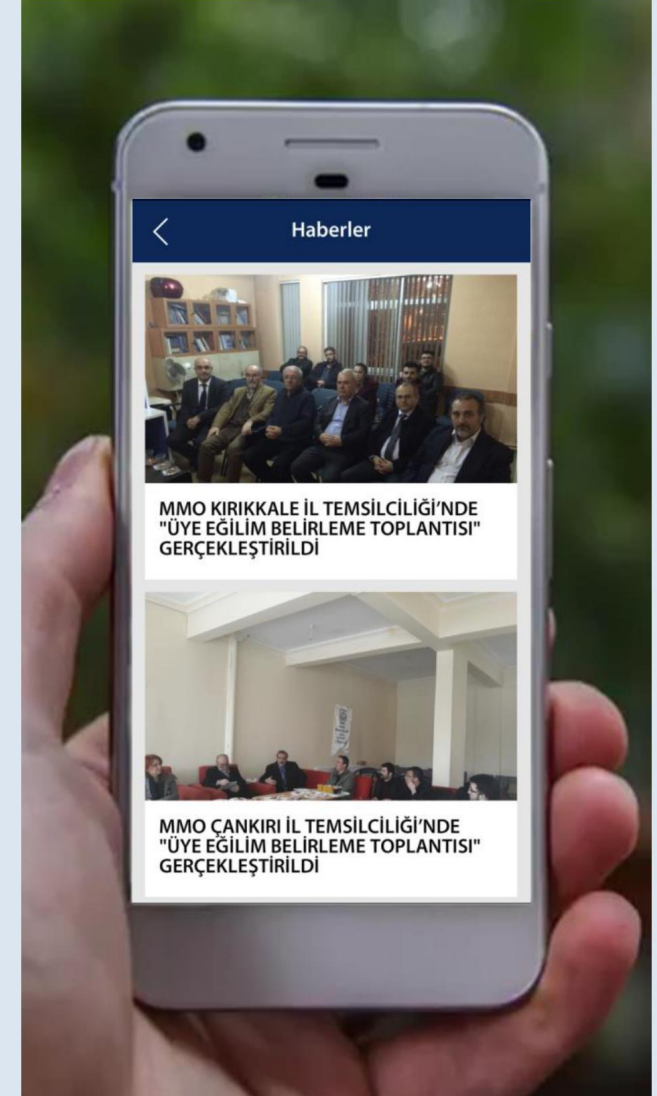 Haberler
MMO KIRIKKALE İL TEMSİLCİLİĞİ'NDE
"ÜYE EĞİLİM BELİRLEME TOPLANTISI"
GERÇEKLEŞTİRİLDİ
MMO ÇANKIRI İL TEMSİLCİLİĞİ'NDE
"ÜYE EĞİLİM BELİRLEME TOPLANTISI"
GERÇEKLEŞTİRİLDİ